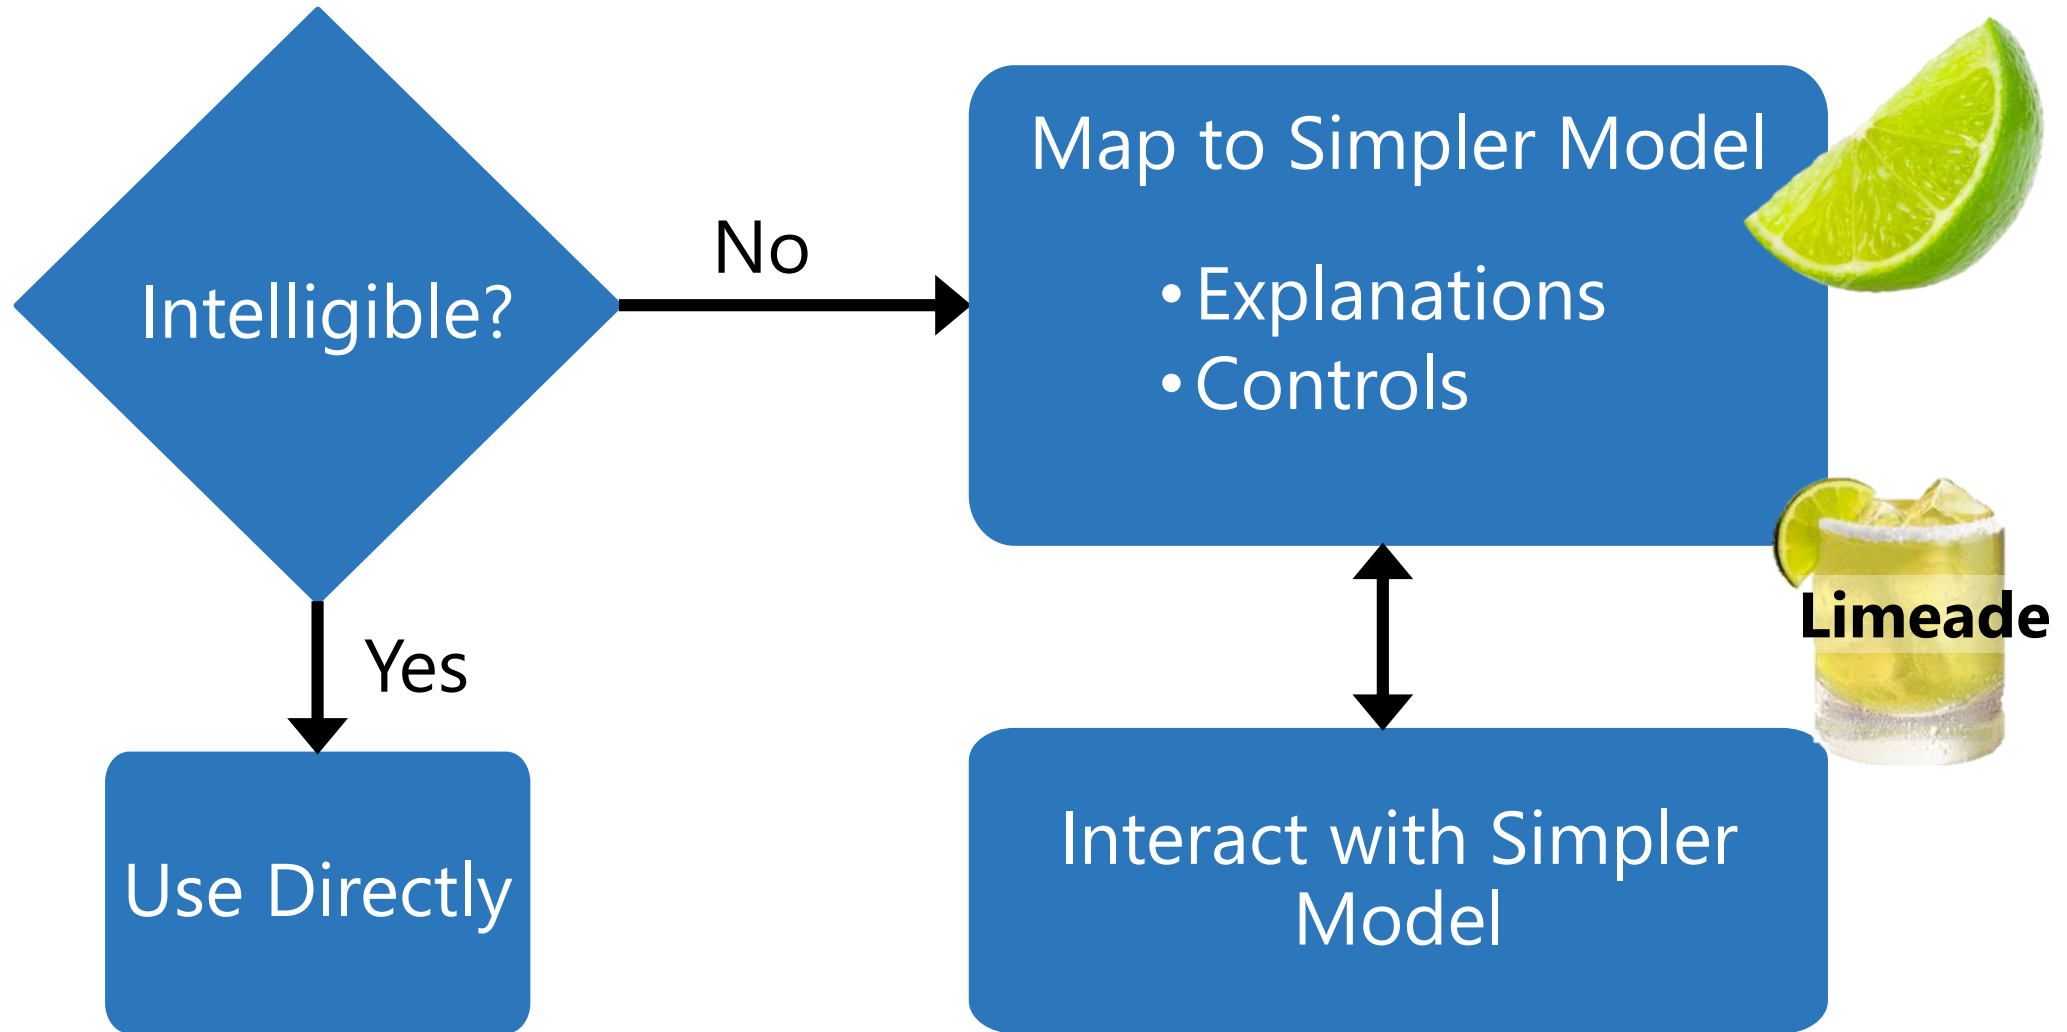 Intelligible?
No
Map to Simpler Model
• Explanations
• Controls
Yes
Limeade
Use Directly
Interact with Simpler
Model